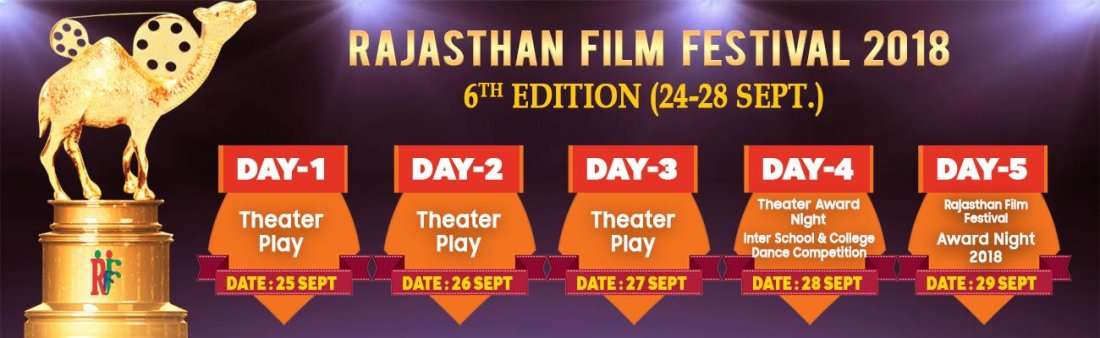 RAJASTHAN FILM FESTIVAL 2018
6TH EDITION (24-28 SEPT.)
DAY-1
Theater
Play
DATE : 25 SEPT
DAY-2
Theater
Play
DATE : 26 SEPT
DAY-3
Theater
Play
DATE : 27 SEPT
DAY-4
Theater Award
Night
Inter School & College
Dance Competition
DATE : 28 SEPT
DAY-5
Rajasthan Film
Festival
Award Night
2018
DATE : 29 SEPT
RFF